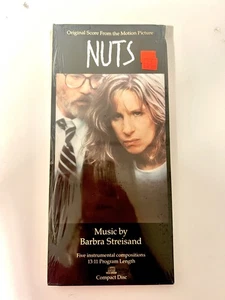 Original Score From the Motion Picture
NUTS
Music by
Barbra Streisand
Five instrumental compositions
13:11 Program Length
Compact Disc